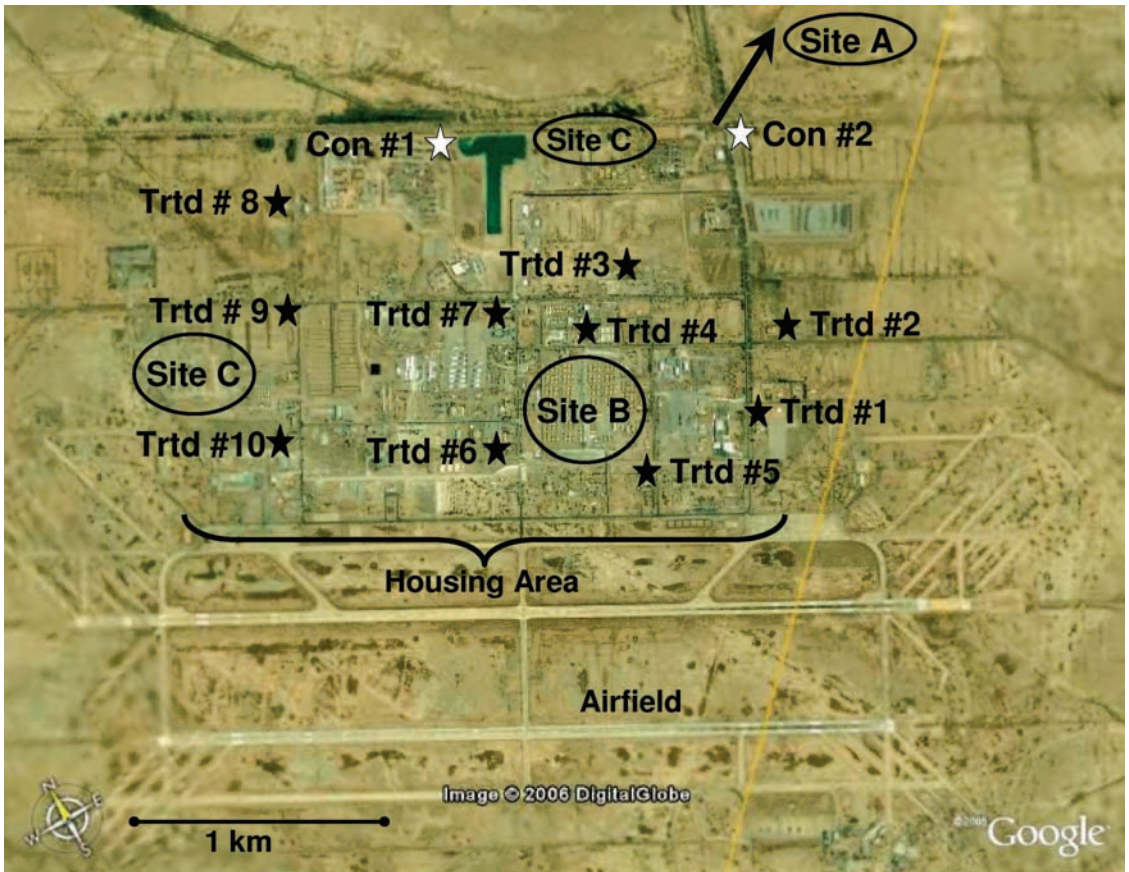 Site A
Con #1
Site C
Con #2
Trtd # 8
Trtd #3
Trtd # 9
Trtd #7
Trtd #4
Trtd #2
Site C
Site B
Trtd #1
Trtd #10
Trtd #6
Trtd #5
Housing Area
Airfield
Image © 2006 DigitalGlobe
N
E
W
S
1 km
©2005 Google